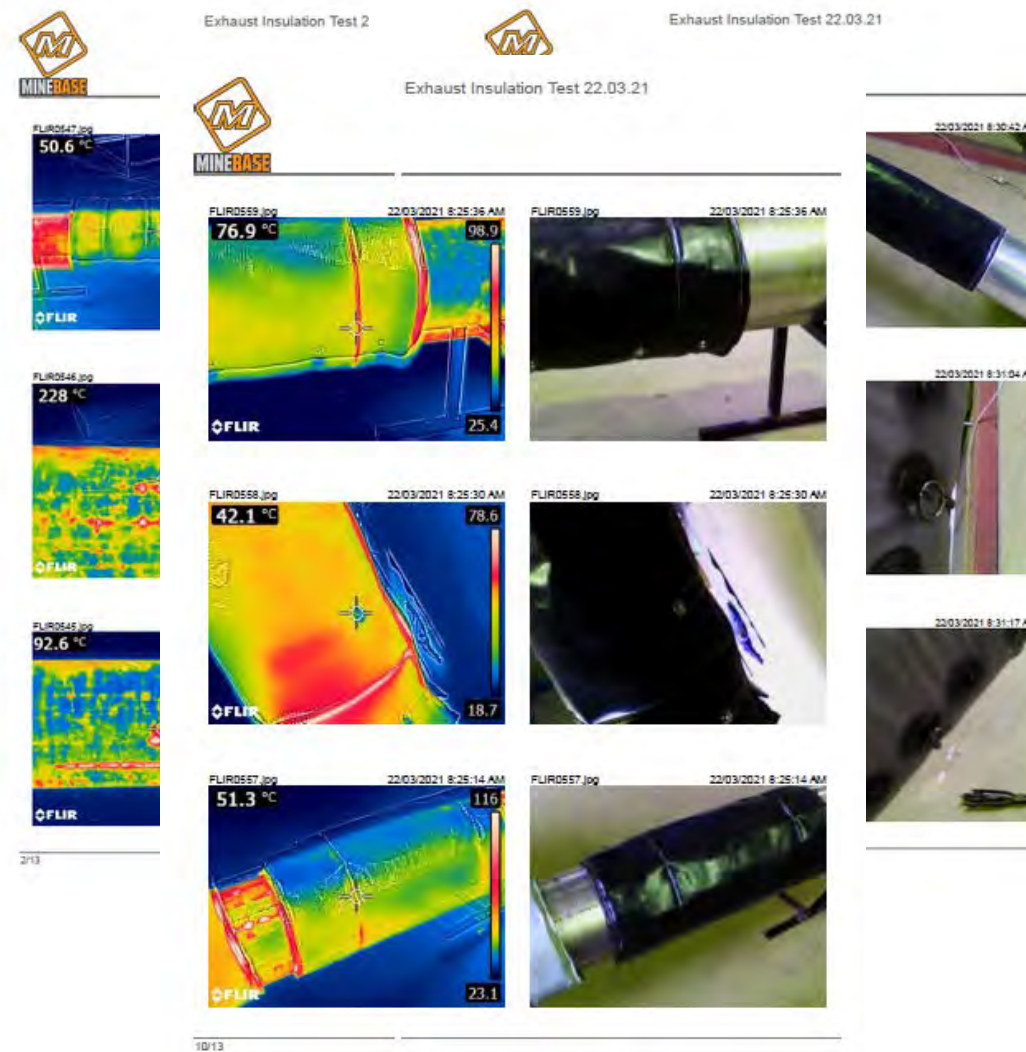 Exhaust Insulation Test 2
Exhaust Insulation Test 22.03.21
M
M
MINEBASE
Exhaust Insulation Test 22.03.21
M
MINEBASE
FLIR0547.jpg
50.6 °C
FLIR
22/03/2021 8:30:42 A
FLIR0559.jpg 22/03/2021 8:25:36 AM
76.9 °C 98.9
FLIR 25.4
FLIR0559.jpg 22/03/2021 8:25:36 AM
FLIR0546.jpg
228 °C
FLIR
22/03/2021 8:31:04 A
FLIR0558.jpg 22/03/2021 8:25:30 AM
42.1 °C 78.6
FLIR 18.7
FLIR0558.jpg 22/03/2021 8:25:30 AM
FLIR0545.jpg
92.6 °C
FLIR
22/03/2021 8:31:17 A
FLIR0557.jpg 22/03/2021 8:25:14 AM
51.3 °C 116
FLIR 23.1
FLIR0557.jpg 22/03/2021 8:25:14 AM
2/13
10/13